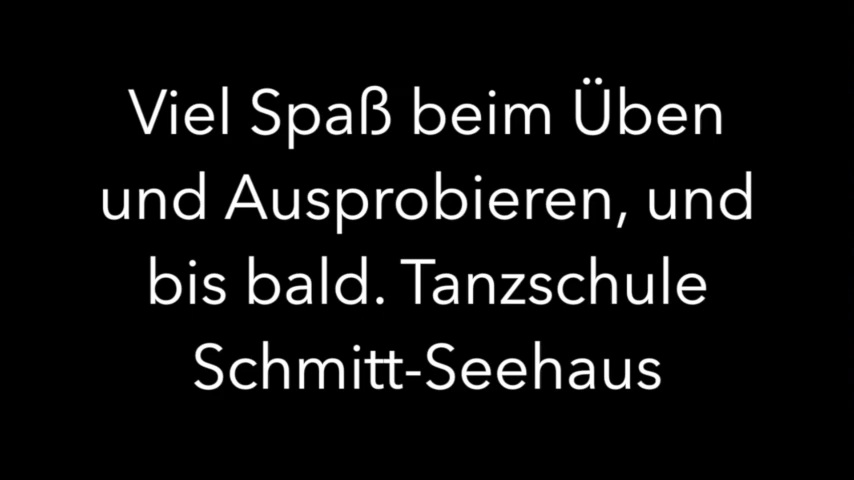 Viel Spaß beim Üben
und Ausprobieren, und
bis bald. Tanzschule
Schmitt-Seehaus